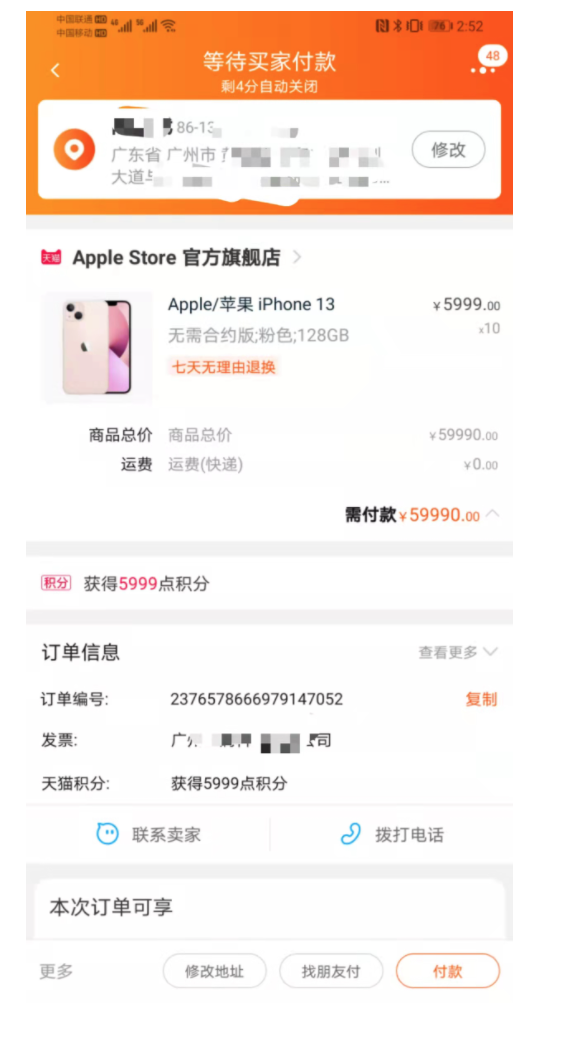 中国联通 HD 46 56
中国移动 HD 26 2:52
等待买家付款
48
剩4分自动关闭
86-13
广东省 广州市
修改
大道
...
天猫 Apple Store 官方旗舰店
Apple/苹果 iPhone 13 ¥5999.00
无需合约版;粉色;128GB x10
七天无理由退换
商品总价 商品总价 ¥59990.00
运费 运费(快递) ¥0.00
需付款 ¥59990.00
积分 获得5999点积分
订单信息 查看更多
订单编号: 2376578666979147052 复制
发票: 广 司
天猫积分: 获得5999点积分
联系卖家 拨打电话
本次订单可享
更多 修改地址 找朋友付 付款